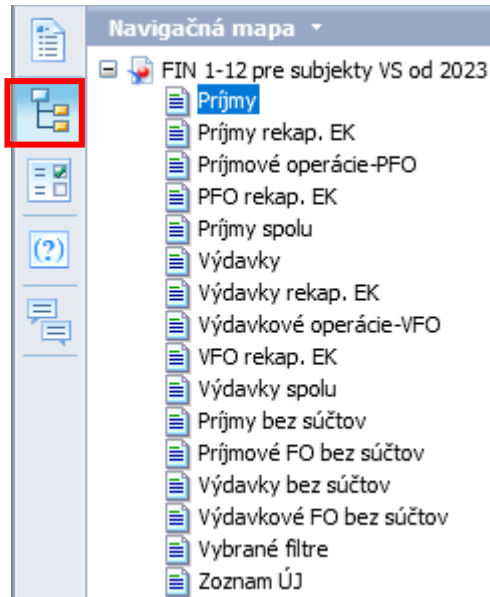 Navigačná mapa
FIN 1-12 pre subjekty VS od 2023
Príjmy
Príjmy rekap. EK
Príjmové operácie-PFO
PFO rekap. EK
Príjmy spolu
Výdavky
Výdavky rekap. EK
Výdavkové operácie-VFO
VFO rekap. EK
Výdavky spolu
Príjmy bez súčtov
Príjmové FO bez súčtov
Výdavky bez súčtov
Výdavkové FO bez súčtov
Vybrané filtre
Zoznam ÚJ
(?)